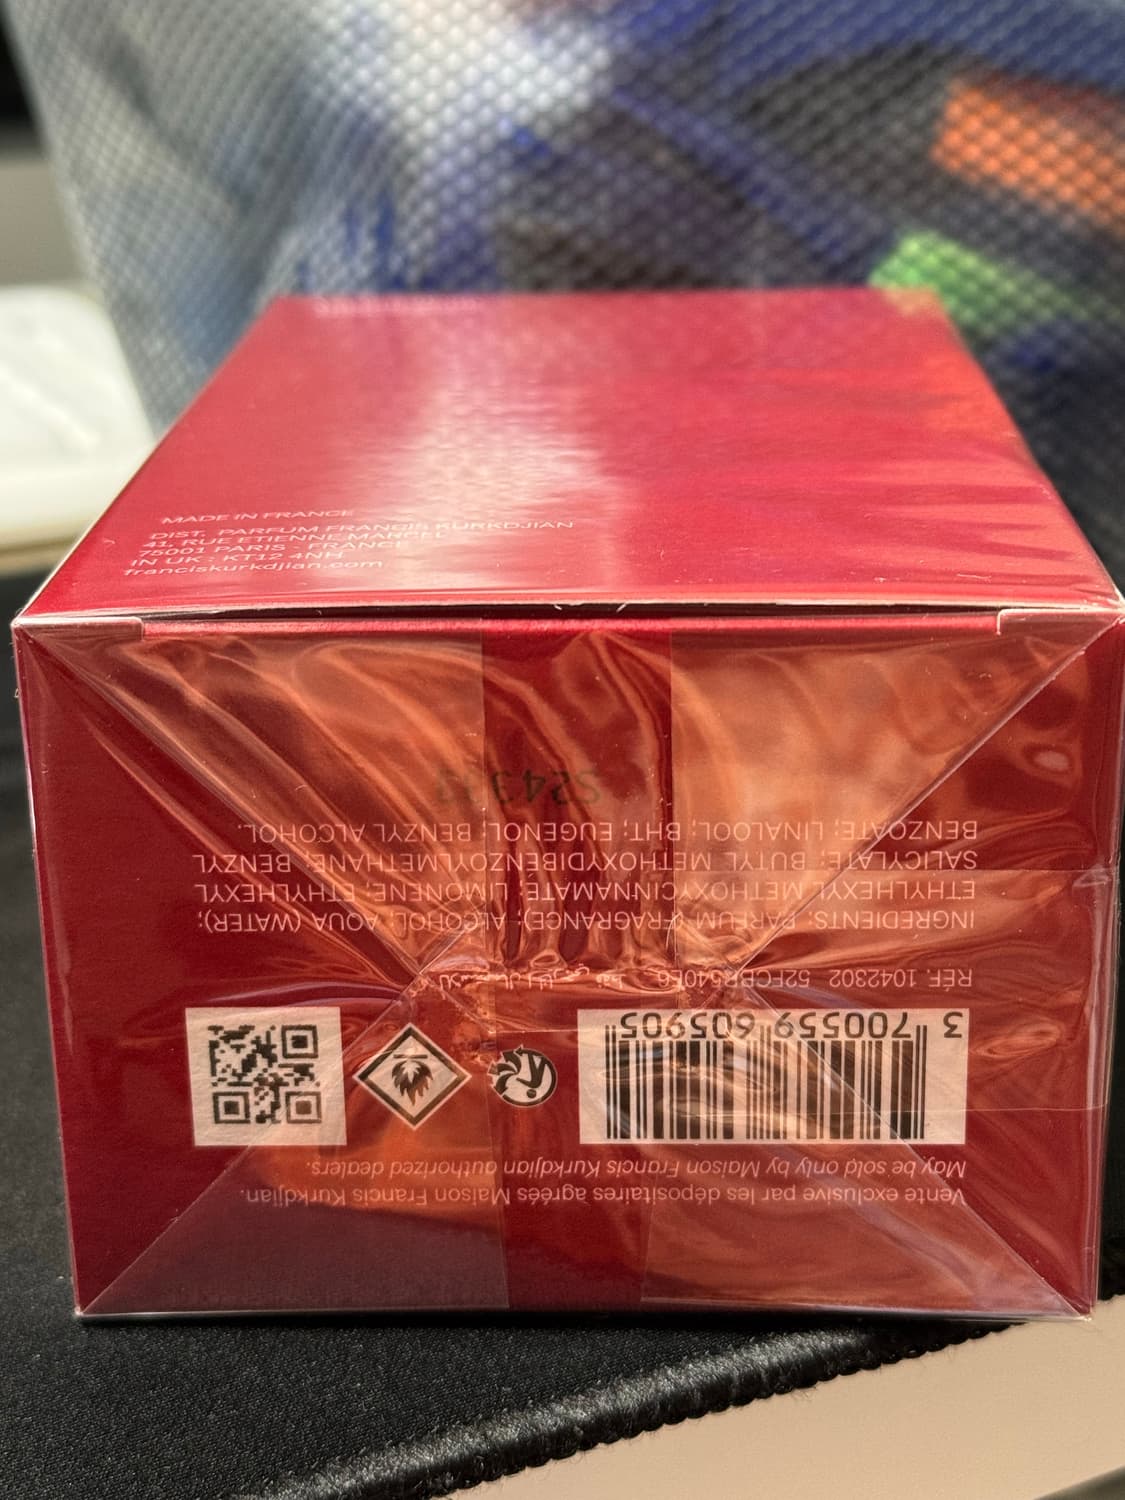 MADE IN FRANCE
DIST. PARFUM FRANCIS KURKDJIAN
41, RUE ETIENNE MARCEL
75001 PARIS - FRANCE
IN UK : KT12 4NH
franciskurkdjian.com
Vente exclusive par les dépositaires agréés Maison Francis Kurkdjian.
May be sold only by Maison Francis Kurkdjian authorized dealers.
3 700559 605905
RÉF. 1042302 52FCBR540E6
INGREDIENTS: PARFUM (FRAGRANCE); ALCOHOL; AQUA (WATER);
ETHYLHEXYL METHOXYCINNAMATE; LIMONENE; ETHYLHEXYL
SALICYLATE; BUTYL METHOXYDIBENZOYLMETHANE; BENZYL
BENZOATE; LINALOOL; BHT; EUGENOL; BENZYL ALCOHOL.